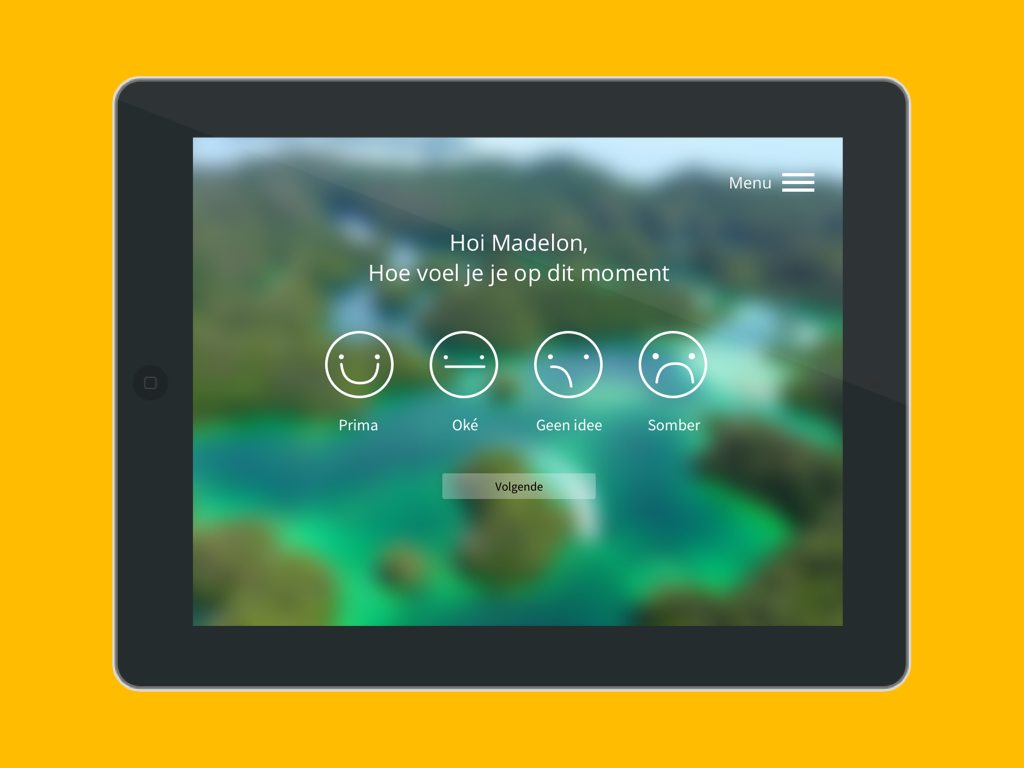 Menu
Hoi Madelon,
Hoe voel je je op dit moment
Prima Oké Geen idee Somber
Volgende